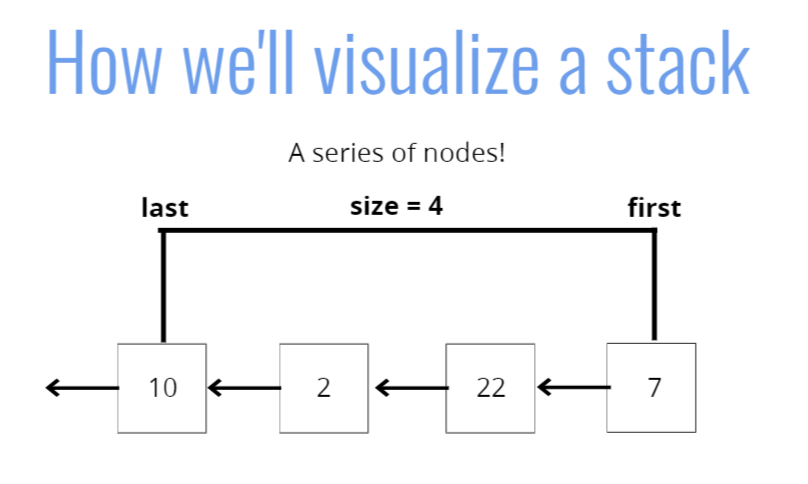 How we'll visualize a stack
A series of nodes!
last size = 4 first
10 2 22 7